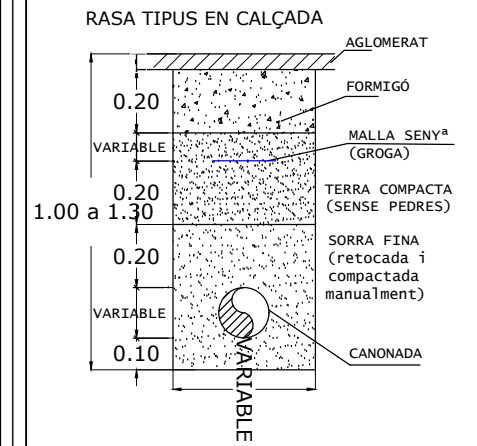 RASA TIPUS EN CALÇADA
AGLOMERAT
0.20
FORMIGÓ
VARIABLE
MALLA SENYª
(GROGA)
0.20
TERRA COMPACTA
(SENSE PEDRES)
1.00 a 1.30
SORRA FINA
(retocada i
compactada
manualment)
0.20
VARIABLE
0.10
CANONADA
VARIABLE